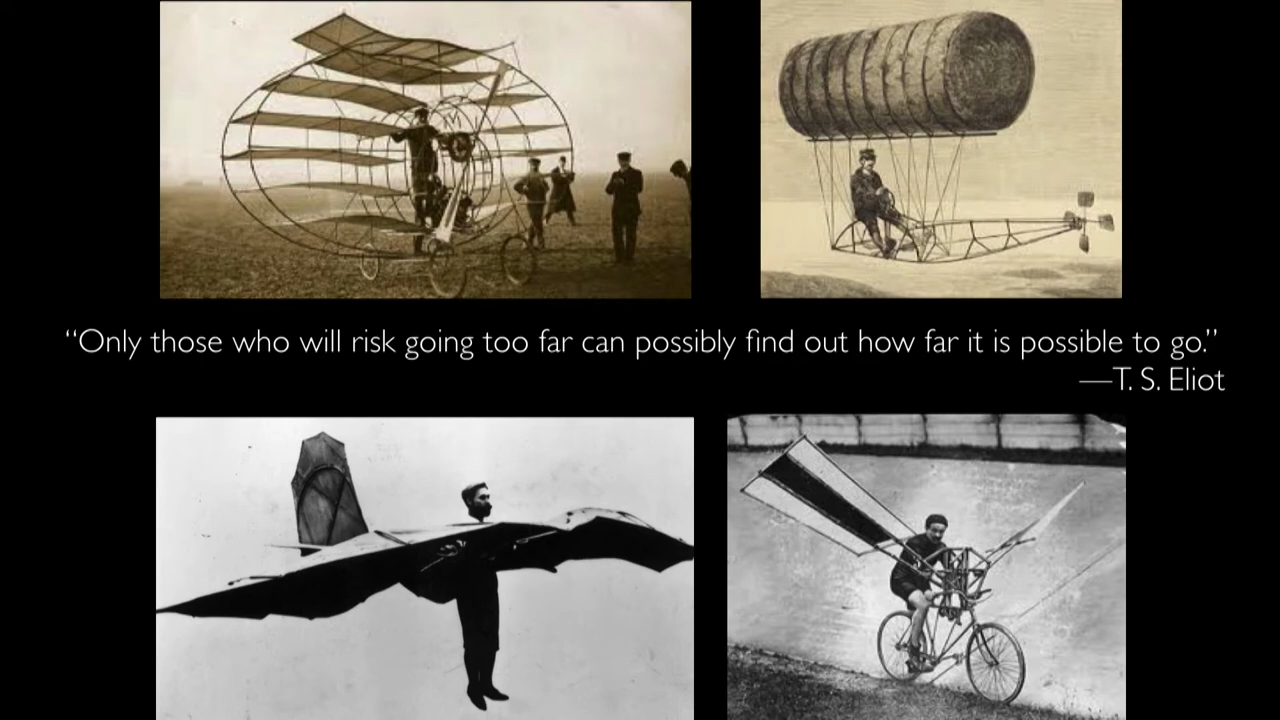 “Only those who will risk going too far can possibly find out how far it is possible to go.”
—T. S. Eliot